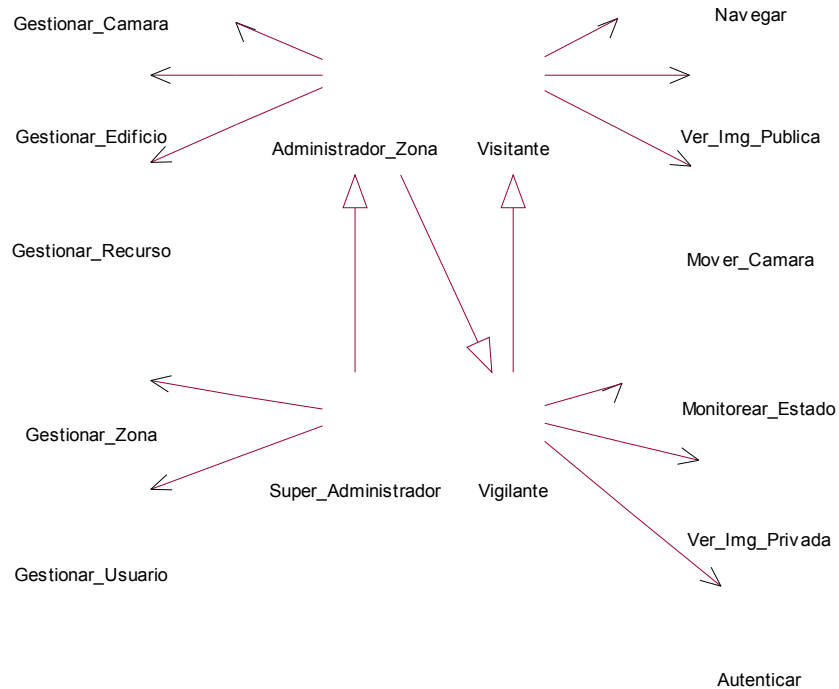 Gestionar_Camara
Navegar
Gestionar_Edificio
Administrador_Zona
Visitante
Ver_Img_Publica
Gestionar_Recurso
Mover_Camara
Gestionar_Zona
Monitorear_Estado
Super_Administrador
Vigilante
Ver_Img_Privada
Gestionar_Usuario
Autenticar